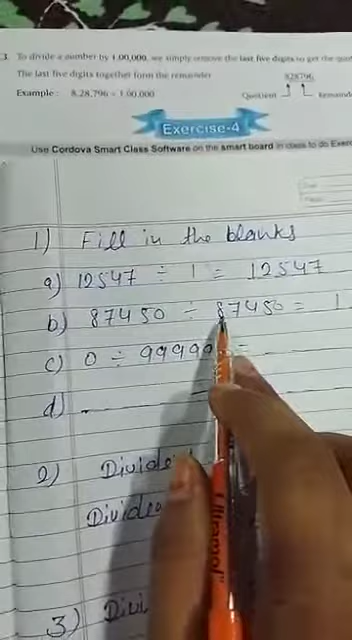 3. To divide a number by 1,00,000, we simply remove the last five digits to get the
The last five digits together form the remainder
828796
Example : 8,28,796 ÷ 1,00,000
Quotient Remainder
Exercise-4
Use Cordova Smart Class Software on the smart board in class to do
1) Fill in the blanks
a) 12547 ÷ 1 = 12547
b) 87450 ÷ 87450 = 1
c) 0 ÷ 99999 =
d)
2) Divide
Divide
3) Divi